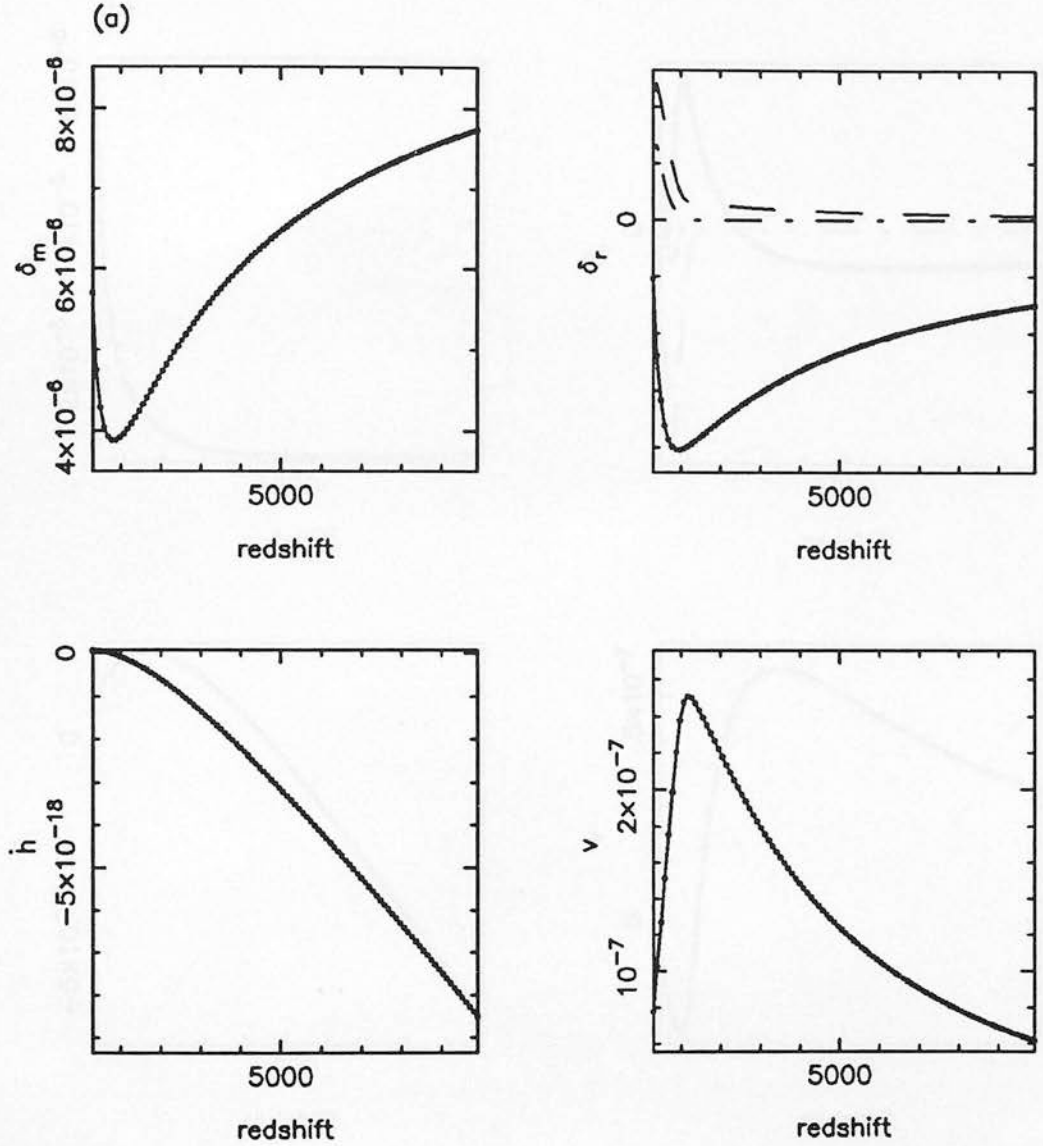 (a)
8×10⁻⁶
6×10⁻⁶
4×10⁻⁶
δm
5000
redshift
0
δr
5000
redshift
0
−5×10⁻¹⁸
ḣ
5000
redshift
2×10⁻⁷
10⁻⁷
v
5000
redshift